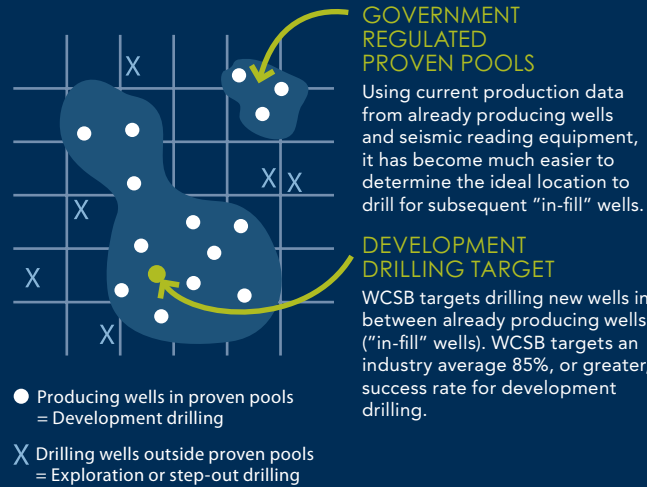 GOVERNMENT
REGULATED
PROVEN POOLS
Using current production data
from already producing wells
and seismic reading equipment,
it has become much easier to
determine the ideal location to
drill for subsequent "in-fill" wells.
DEVELOPMENT
DRILLING TARGET
WCSB targets drilling new wells in
between already producing wells
("in-fill" wells). WCSB targets an
industry average 85%, or greater,
success rate for development
drilling.
X
X
X
X
X
X
Producing wells in proven pools
= Development drilling
X Drilling wells outside proven pools
= Exploration or step-out drilling